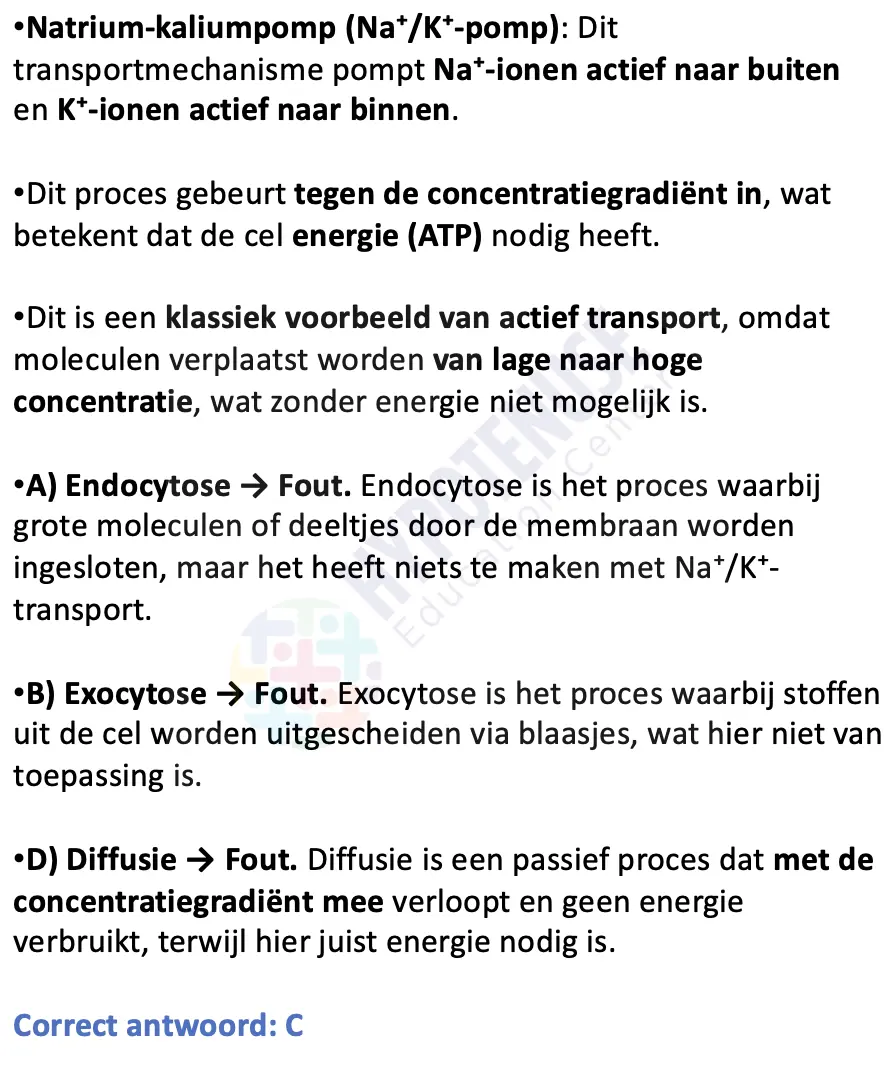 •Natrium-kaliumpomp (Na⁺/K⁺-pomp): Dit
transportmechanisme pompt Na⁺-ionen actief naar buiten
en K⁺-ionen actief naar binnen.
•Dit proces gebeurt tegen de concentratiegradiënt in, wat
betekent dat de cel energie (ATP) nodig heeft.
•Dit is een klassiek voorbeeld van actief transport, omdat
moleculen verplaatst worden van lage naar hoge
concentratie, wat zonder energie niet mogelijk is.
•A) Endocytose → Fout. Endocytose is het proces waarbij
grote moleculen of deeltjes door de membraan worden
ingesloten, maar het heeft niets te maken met Na⁺/K⁺-
transport.
•B) Exocytose → Fout. Exocytose is het proces waarbij stoffen
uit de cel worden uitgescheiden via blaasjes, wat hier niet van
toepassing is.
•D) Diffusie → Fout. Diffusie is een passief proces dat met de
concentratiegradiënt mee verloopt en geen energie
verbruikt, terwijl hier juist energie nodig is.
Correct antwoord: C
HYPOTENUSE
Education Center